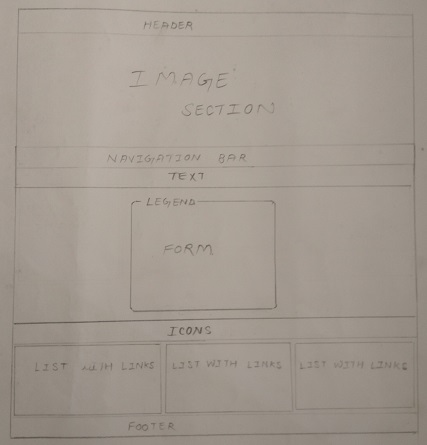 HEADER
IMAGE
SECTION
NAVIGATION BAR
TEXT
LEGEND
FORM
ICONS
LIST WITH LINKS
LIST WITH LINKS
LIST WITH LINKS
FOOTER